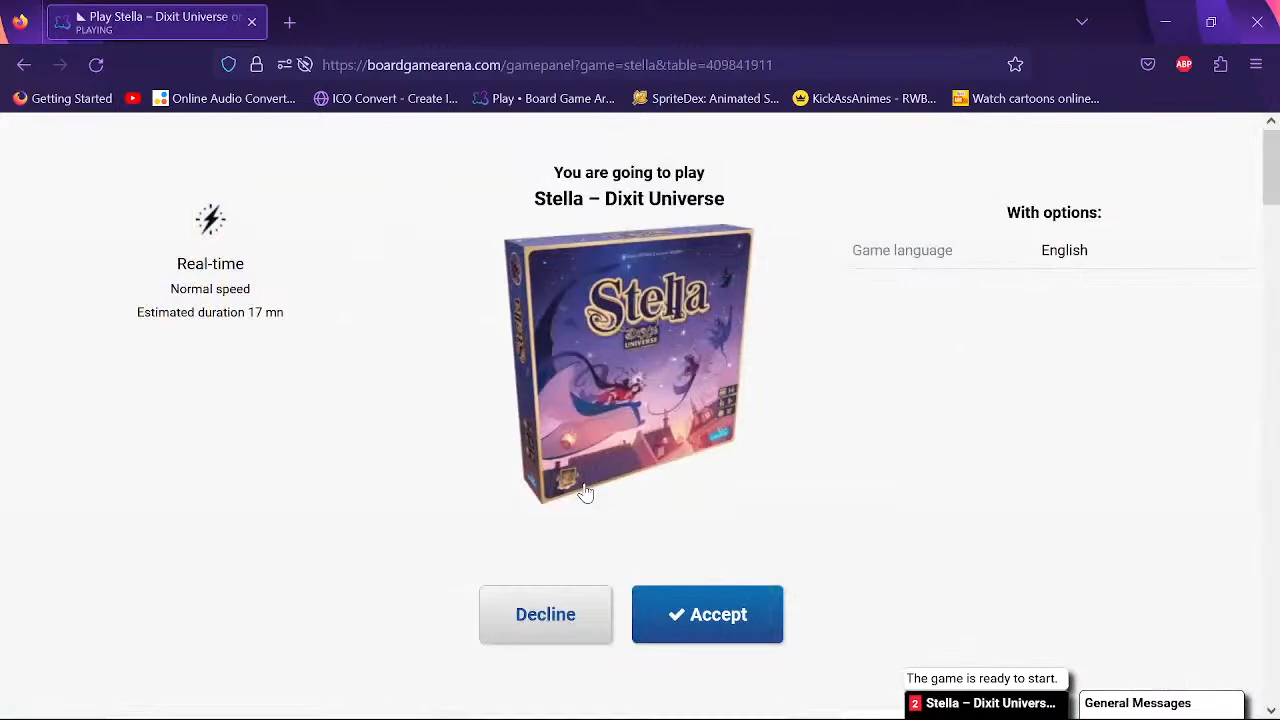 Play Stella – Dixit Universe or
PLAYING
https://boardgamearena.com/gamepanel?game=stella&table=409841911
ABP
Getting Started
Online Audio Convert...
ICO Convert - Create I...
Play • Board Game Ar...
SpriteDex: Animated S...
KickAssAnimes - RWB...
Watch cartoons online...
You are going to play
Stella – Dixit Universe
With options:
Game language English
Real-time
Normal speed
Estimated duration 17 mn
Stella
UNIVERSE
Decline
Accept
The game is ready to start.
2 Stella – Dixit Univers...
General Messages